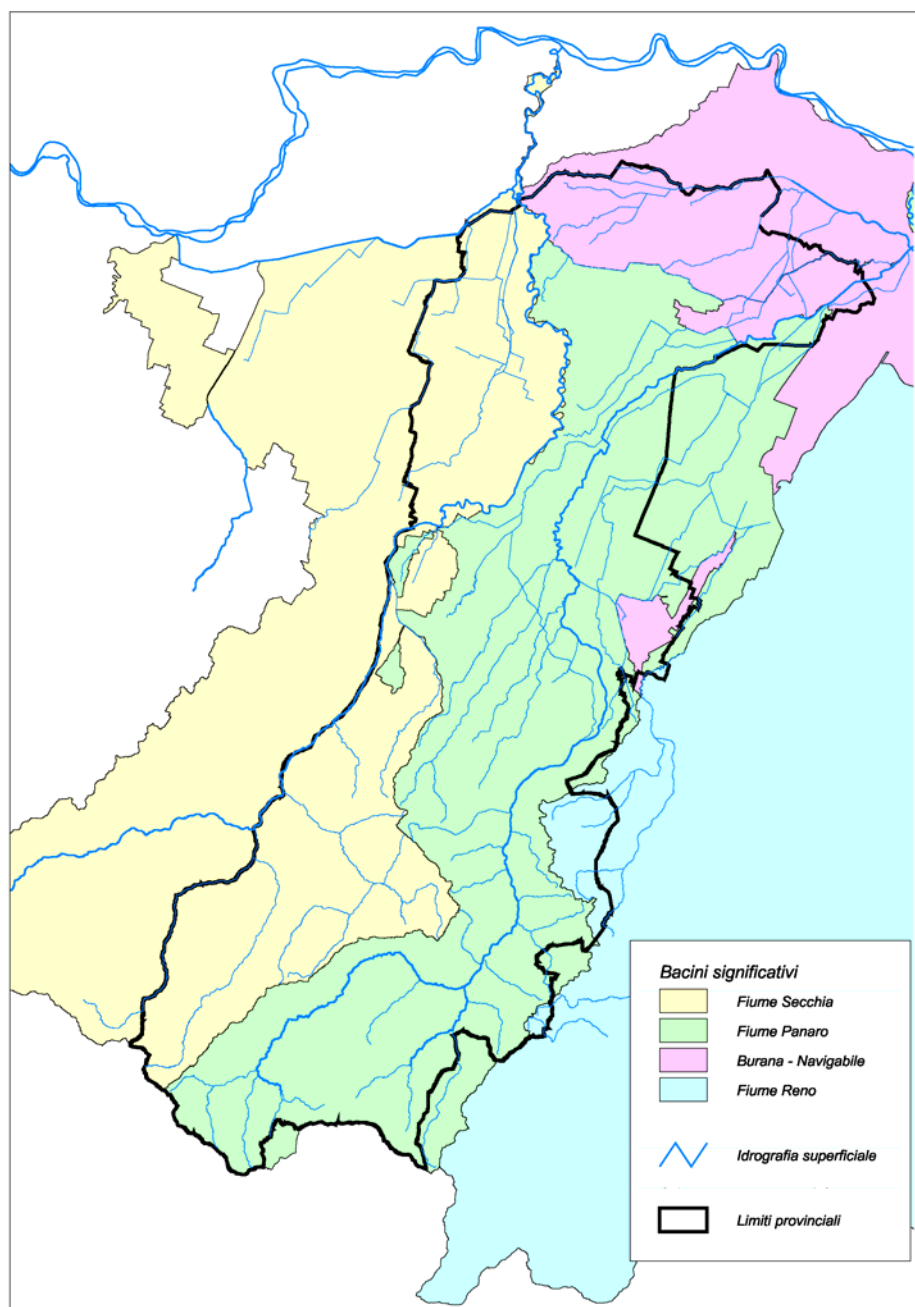 Bacini significativi
Fiume Secchia
Fiume Panaro
Burana - Navigabile
Fiume Reno
Idrografia superficiale
Limiti provinciali